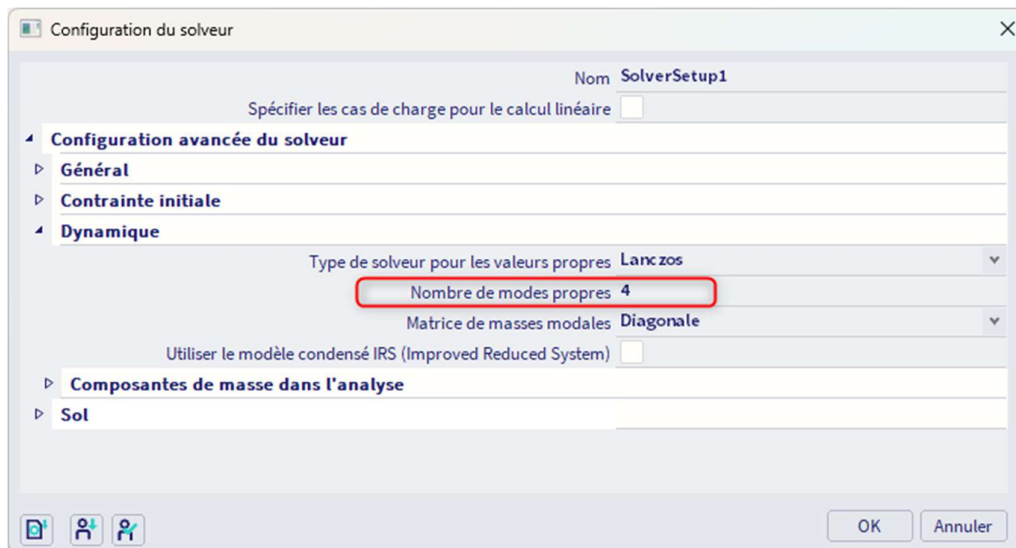 Configuration du solveur
Nom SolverSetup1
Spécifier les cas de charge pour le calcul linéaire
Configuration avancée du solveur
Général
Contrainte initiale
Dynamique
Type de solveur pour les valeurs propres Lanczos
Nombre de modes propres 4
Matrice de masses modales Diagonale
Utiliser le modèle condensé IRS (Improved Reduced System)
Composantes de masse dans l'analyse
Sol
OK Annuler